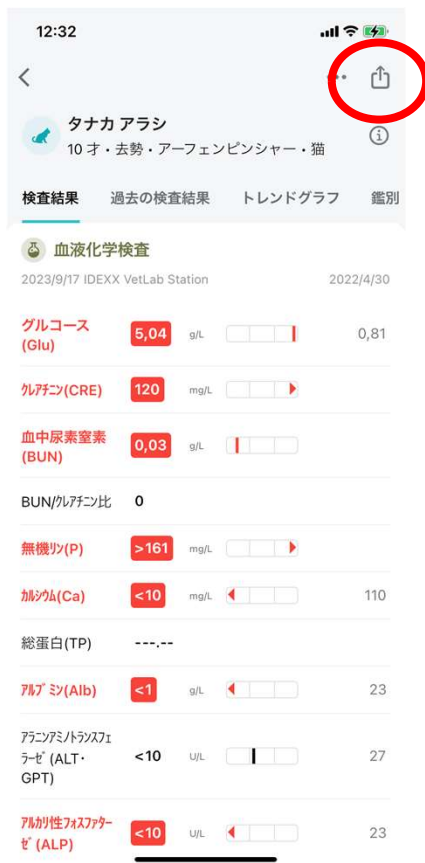 12:32
タナカ アラシ
10 才・去勢・アーフェンピンシャー・猫
検査結果 過去の検査結果 トレンドグラフ 鑑別
血液化学検査
2023/9/17 IDEXX VetLab Station 2022/4/30
グルコース
(Glu) 5,04 g/L 0,81
ｸﾚｱﾁﾆﾝ(CRE) 120 mg/L
血中尿素窒素
(BUN) 0,03 g/L
BUN/ｸﾚｱﾁﾆﾝ比 0
無機ﾘﾝ(P) >161 mg/L
ｶﾙｼｳﾑ(Ca) <10 mg/L 110
総蛋白(TP) ---.--
ｱﾙﾌﾞﾐﾝ(Alb) <1 g/L 23
ｱﾗﾆﾝｱﾐﾉﾄﾗﾝｽﾌｪ
ﾗｰｾﾞ(ALT・
GPT) <10 U/L 27
ｱﾙｶﾘ性ﾌｫｽﾌｧﾀｰ
ｾﾞ(ALP) <10 U/L 23